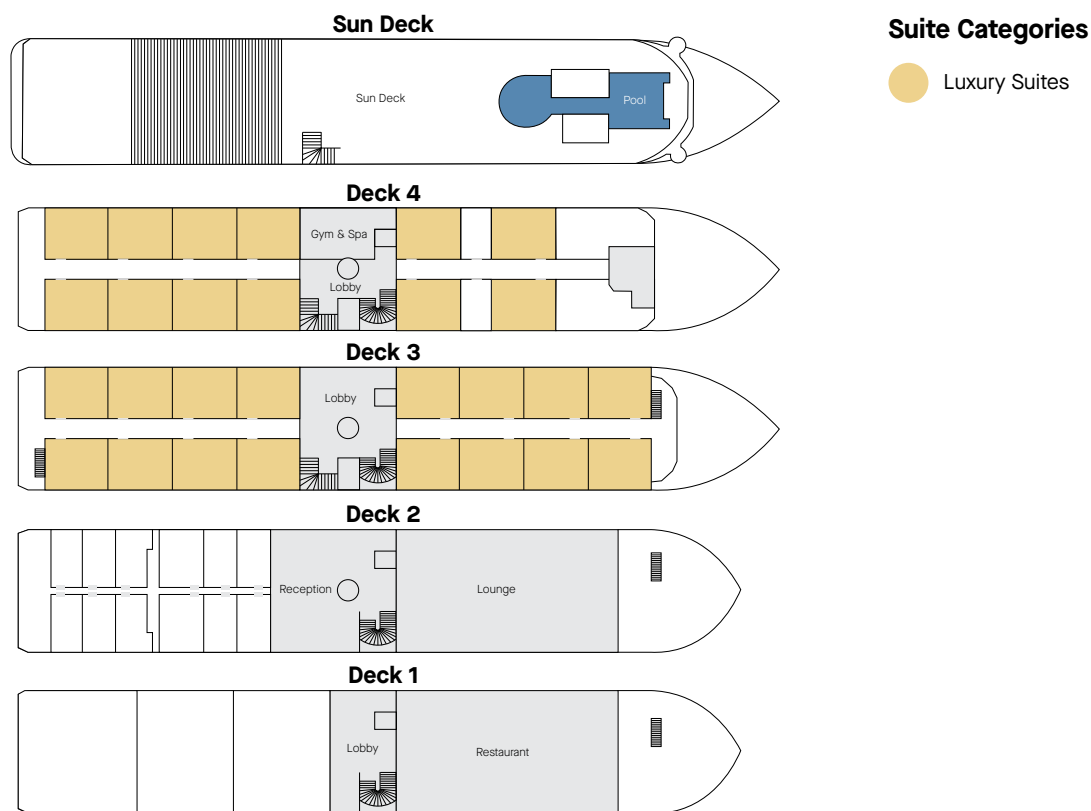 Sun Deck
Suite Categories
Luxury Suites
Sun Deck
Pool
Deck 4
Gym & Spa
Lobby
Deck 3
Lobby
Deck 2
Reception
Lounge
Deck 1
Lobby
Restaurant